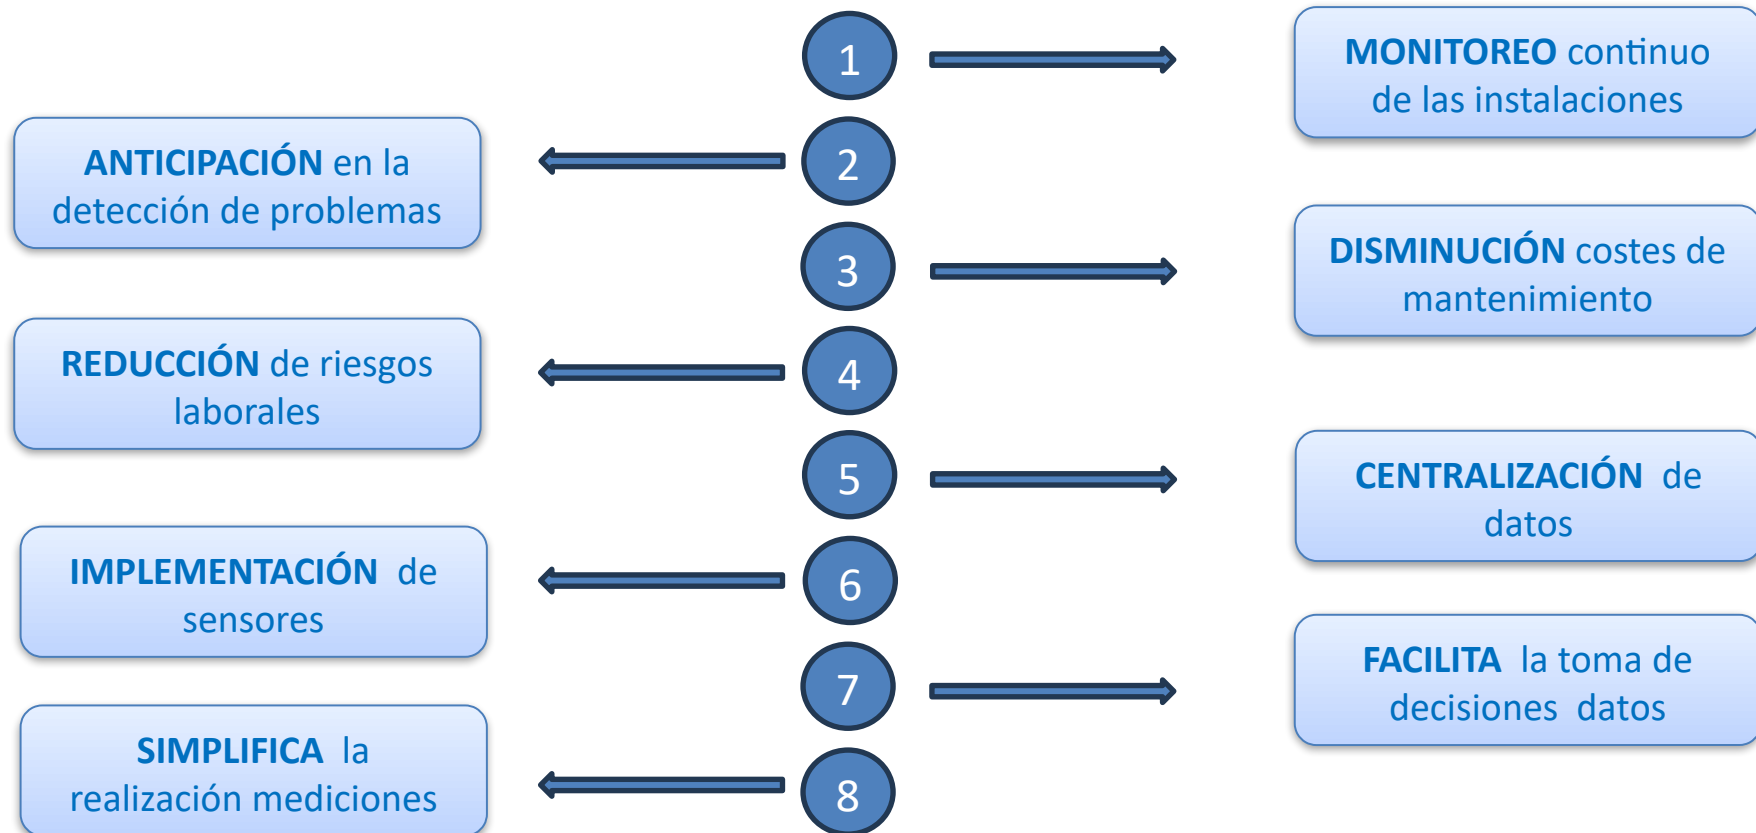 1
MONITOREO continuo
de las instalaciones
2
ANTICIPACIÓN en la
detección de problemas
3
DISMINUCIÓN costes de
mantenimiento
4
REDUCCIÓN de riesgos
laborales
5
CENTRALIZACIÓN de
datos
6
IMPLEMENTACIÓN de
sensores
7
FACILITA la toma de
decisiones datos
8
SIMPLIFICA la
realización mediciones